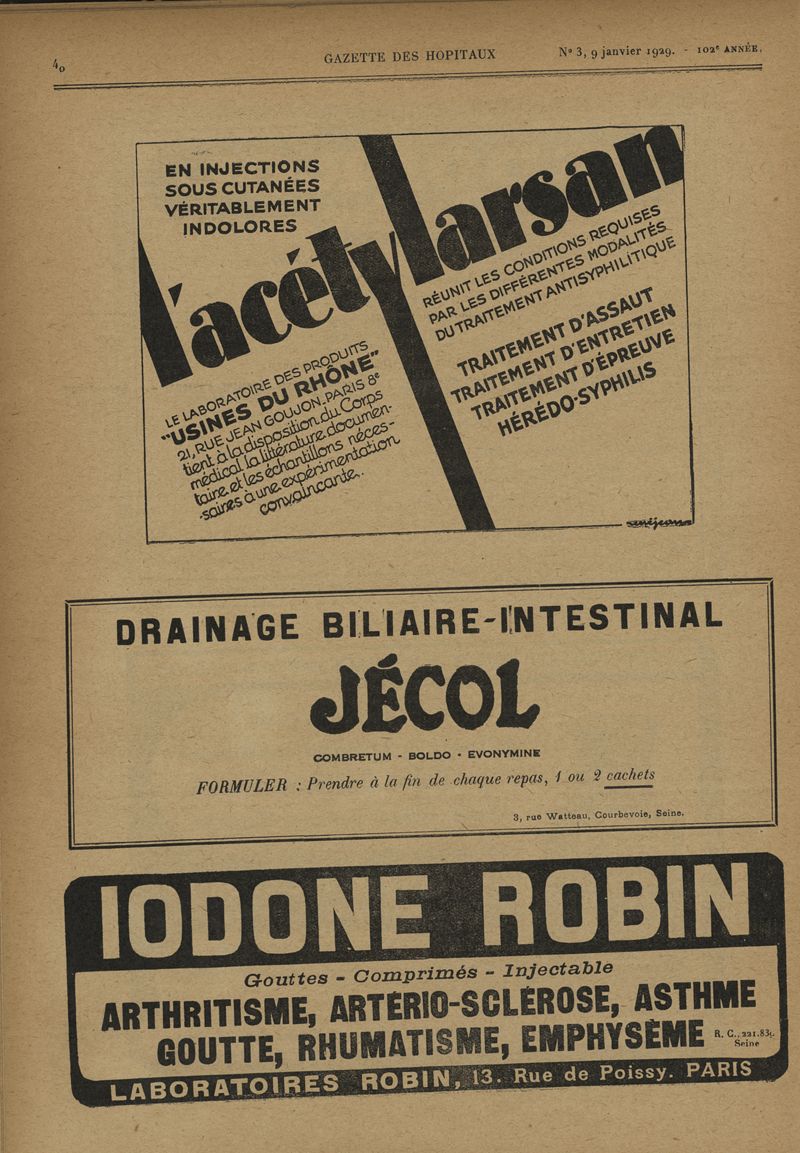 40
GAZETTE DES HOPITAUX
Nº 3, 9 janvier 1929. - 102e ANNÉE.
EN INJECTIONS
SOUS CUTANÉES
VÉRITABLEMENT
INDOLORES
l'acétylarsan
RÉUNIT LES CONDITIONS REQUISES
PAR LES DIFFÉRENTES MODALITÉS
DU TRAITEMENT ANTISYPHILITIQUE
TRAITEMENT D'ASSAUT
TRAITEMENT D'ENTRETIEN
TRAITEMENT D'ÉPREUVE
HÉRÉDO-SYPHILIS
LE LABORATOIRE DES PRODUITS
"USINES DU RHÔNE"
21, RUE JEAN GOUJON_PARIS 8e
tient à la disposition du Corps
médical la littérature documen-
taire et les échantillons néces-
-saires à une expérimentation
convaincante.
DRAINAGE BILIAIRE-INTESTINAL
JÉCOL
COMBRETUM - BOLDO - EVONYMINE
FORMULER : Prendre à la fin de chaque repas, 1 ou 2 cachets
3, rue Watteau, Courbevoie, Seine.
IODONE ROBIN
Gouttes - Comprimés - Injectable
ARTHRITISME, ARTÉRIO-SCLÉROSE, ASTHME
GOUTTE, RHUMATISME, EMPHYSÈME
R. C.,
Seine
LABORATOIRES ROBIN, 13. Rue de Poissy. PARIS